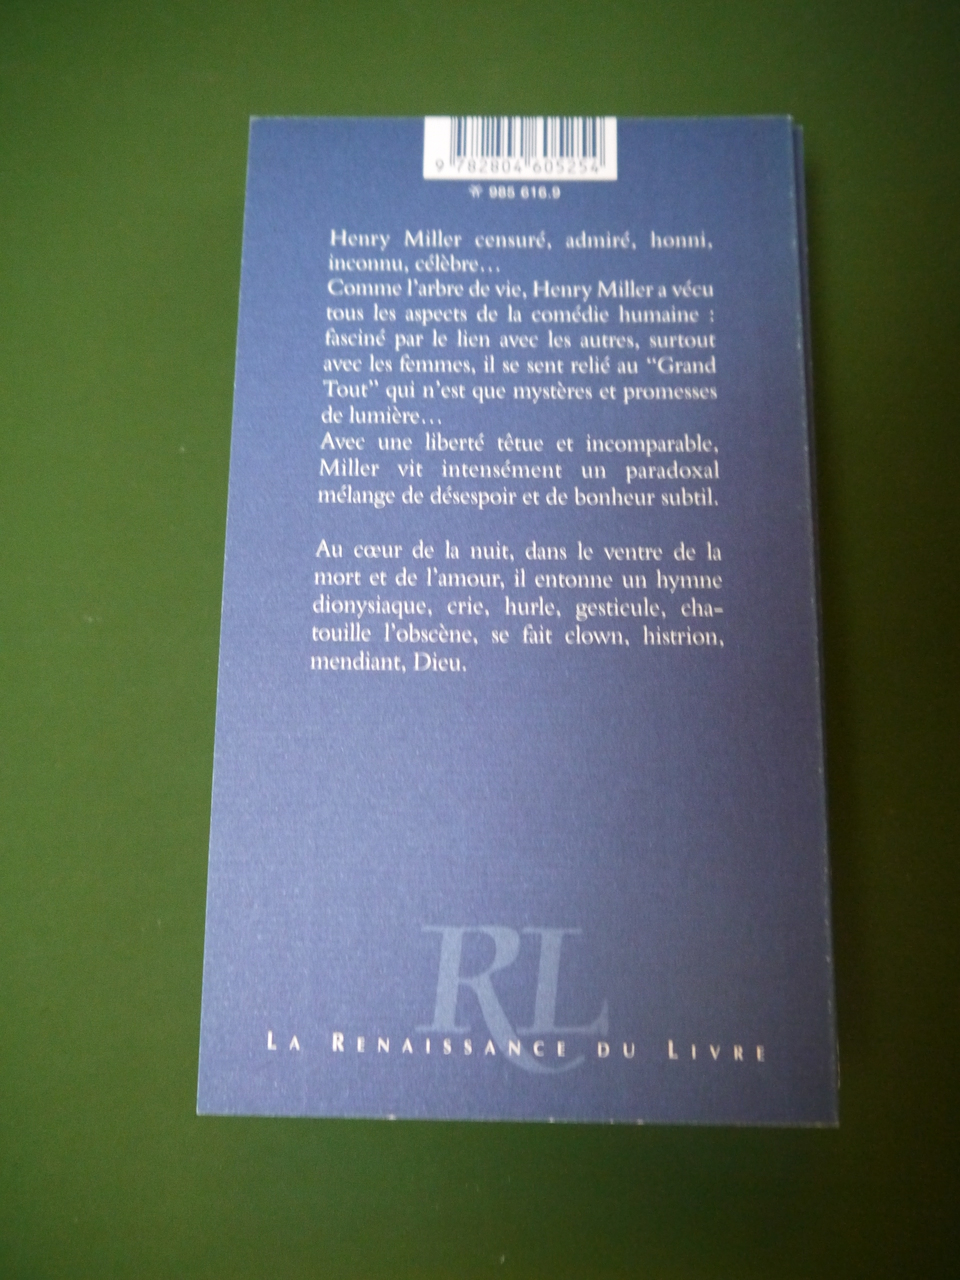 9 782804 605254
985 616.9
Henry Miller censuré, admiré, honni,
inconnu, célèbre...
Comme l'arbre de vie, Henry Miller a vécu
tous les aspects de la comédie humaine :
fasciné par le lien avec les autres, surtout
avec les femmes, il se sent relié au “Grand
Tout” qui n'est que mystères et promesses
de lumière...
Avec une liberté têtue et incomparable,
Miller vit intensément un paradoxal
mélange de désespoir et de bonheur subtil.
Au cœur de la nuit, dans le ventre de la
mort et de l'amour, il entonne un hymne
dionysiaque, crie, hurle, gesticule, cha-
touille l'obscène, se fait clown, histrion,
mendiant, Dieu.
RL
LA RENAISSANCE DU LIVRE